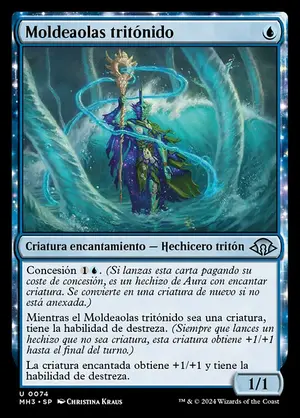 Moldeaolas tritónido
Criatura encantamiento — Hechicero tritón
Concesión 1. (Si lanzas esta carta pagando su
coste de concesión, es un hechizo de Aura con encantar
criatura. Se convierte en una criatura de nuevo si no
está anexada.)
Mientras el Moldeaolas tritónido sea una criatura,
tiene la habilidad de destreza. (Siempre que lances un
hechizo que no sea criatura, esta criatura obtiene +1/+1
hasta el final del turno.)
La criatura encantada obtiene +1/+1 y tiene la
habilidad de destreza.
1/1
U 0074
MH3 • SP Christina Kraus
™ & © 2024 Wizards of the Coast